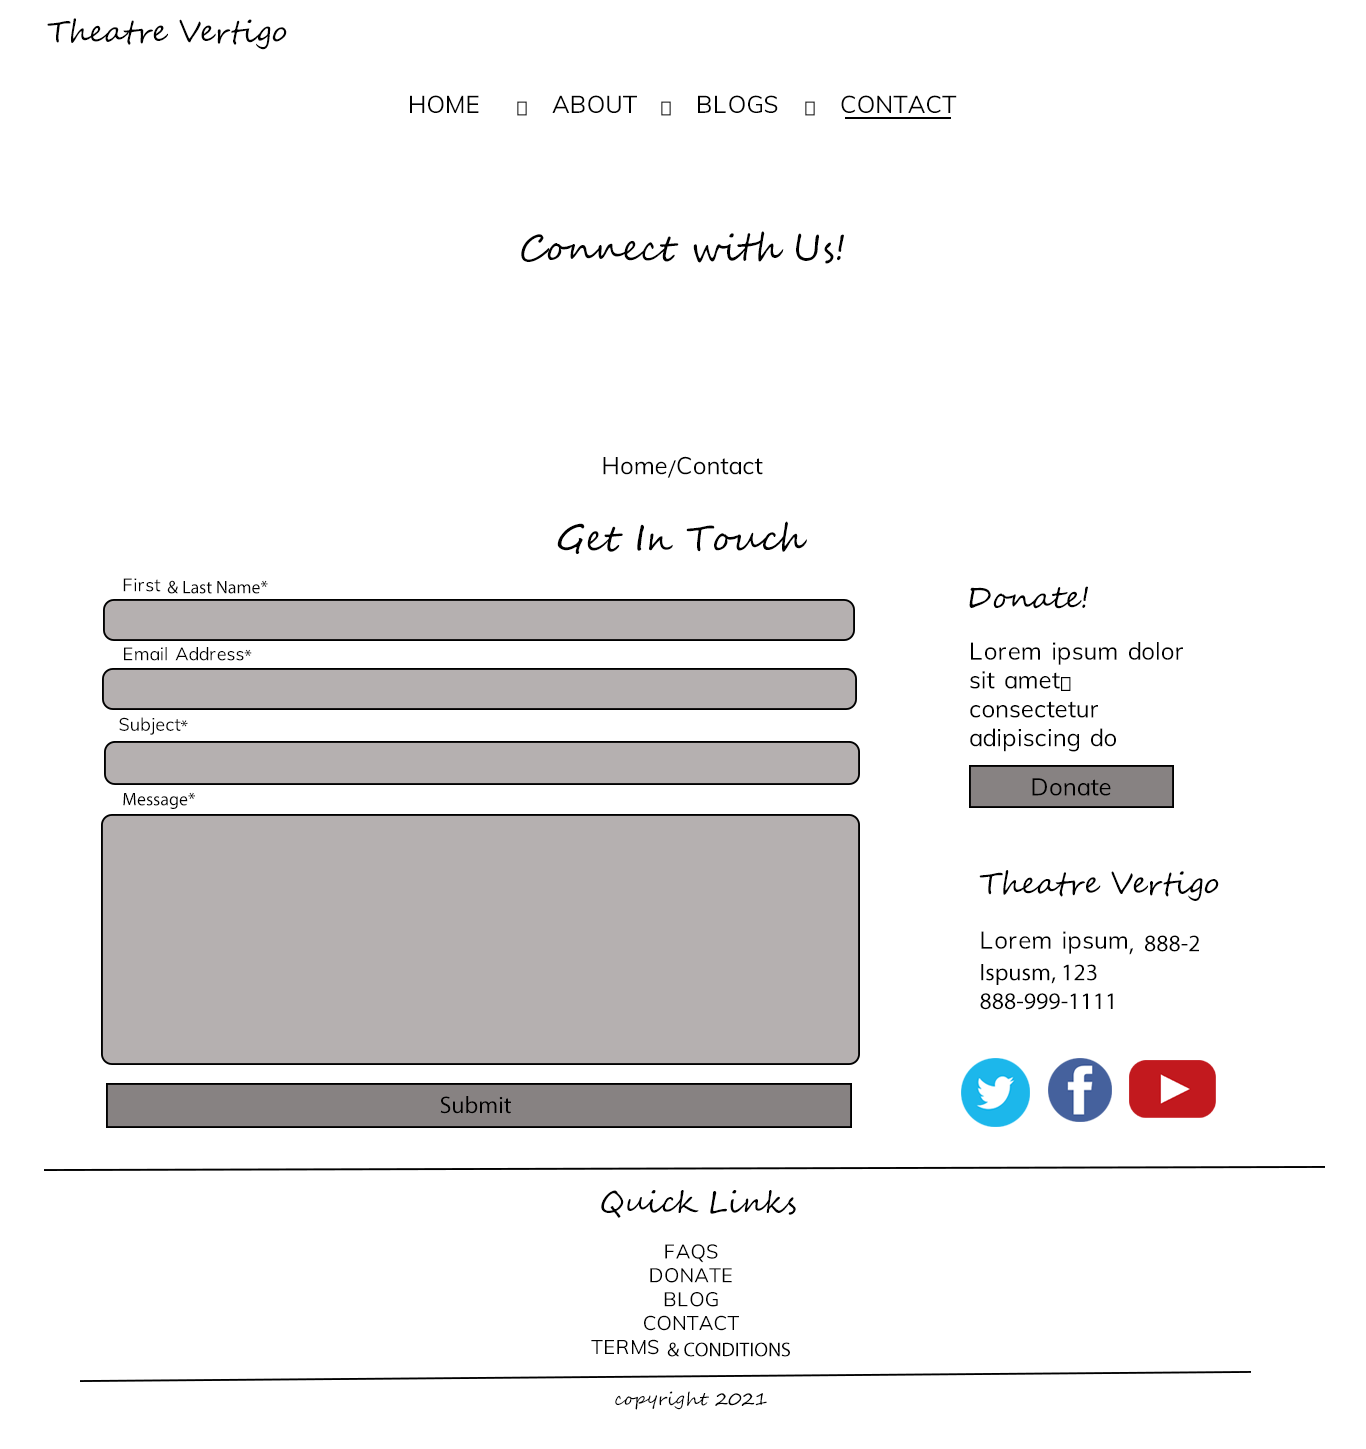 Theatre Vertigo
HOME ▯ ABOUT ▯ BLOGS ▯ CONTACT
Connect with Us!
Home/Contact
Get In Touch
First & Last Name*
Email Address*
Subject*
Message*
Submit
Donate!
Lorem ipsum dolor
sit amet▯
consectetur
adipiscing do
Donate
Theatre Vertigo
Lorem ipsum, 888-2
Ispusm, 123
888-999-1111
Quick Links
FAQS
DONATE
BLOG
CONTACT
TERMS & CONDITIONS
copyright 2021